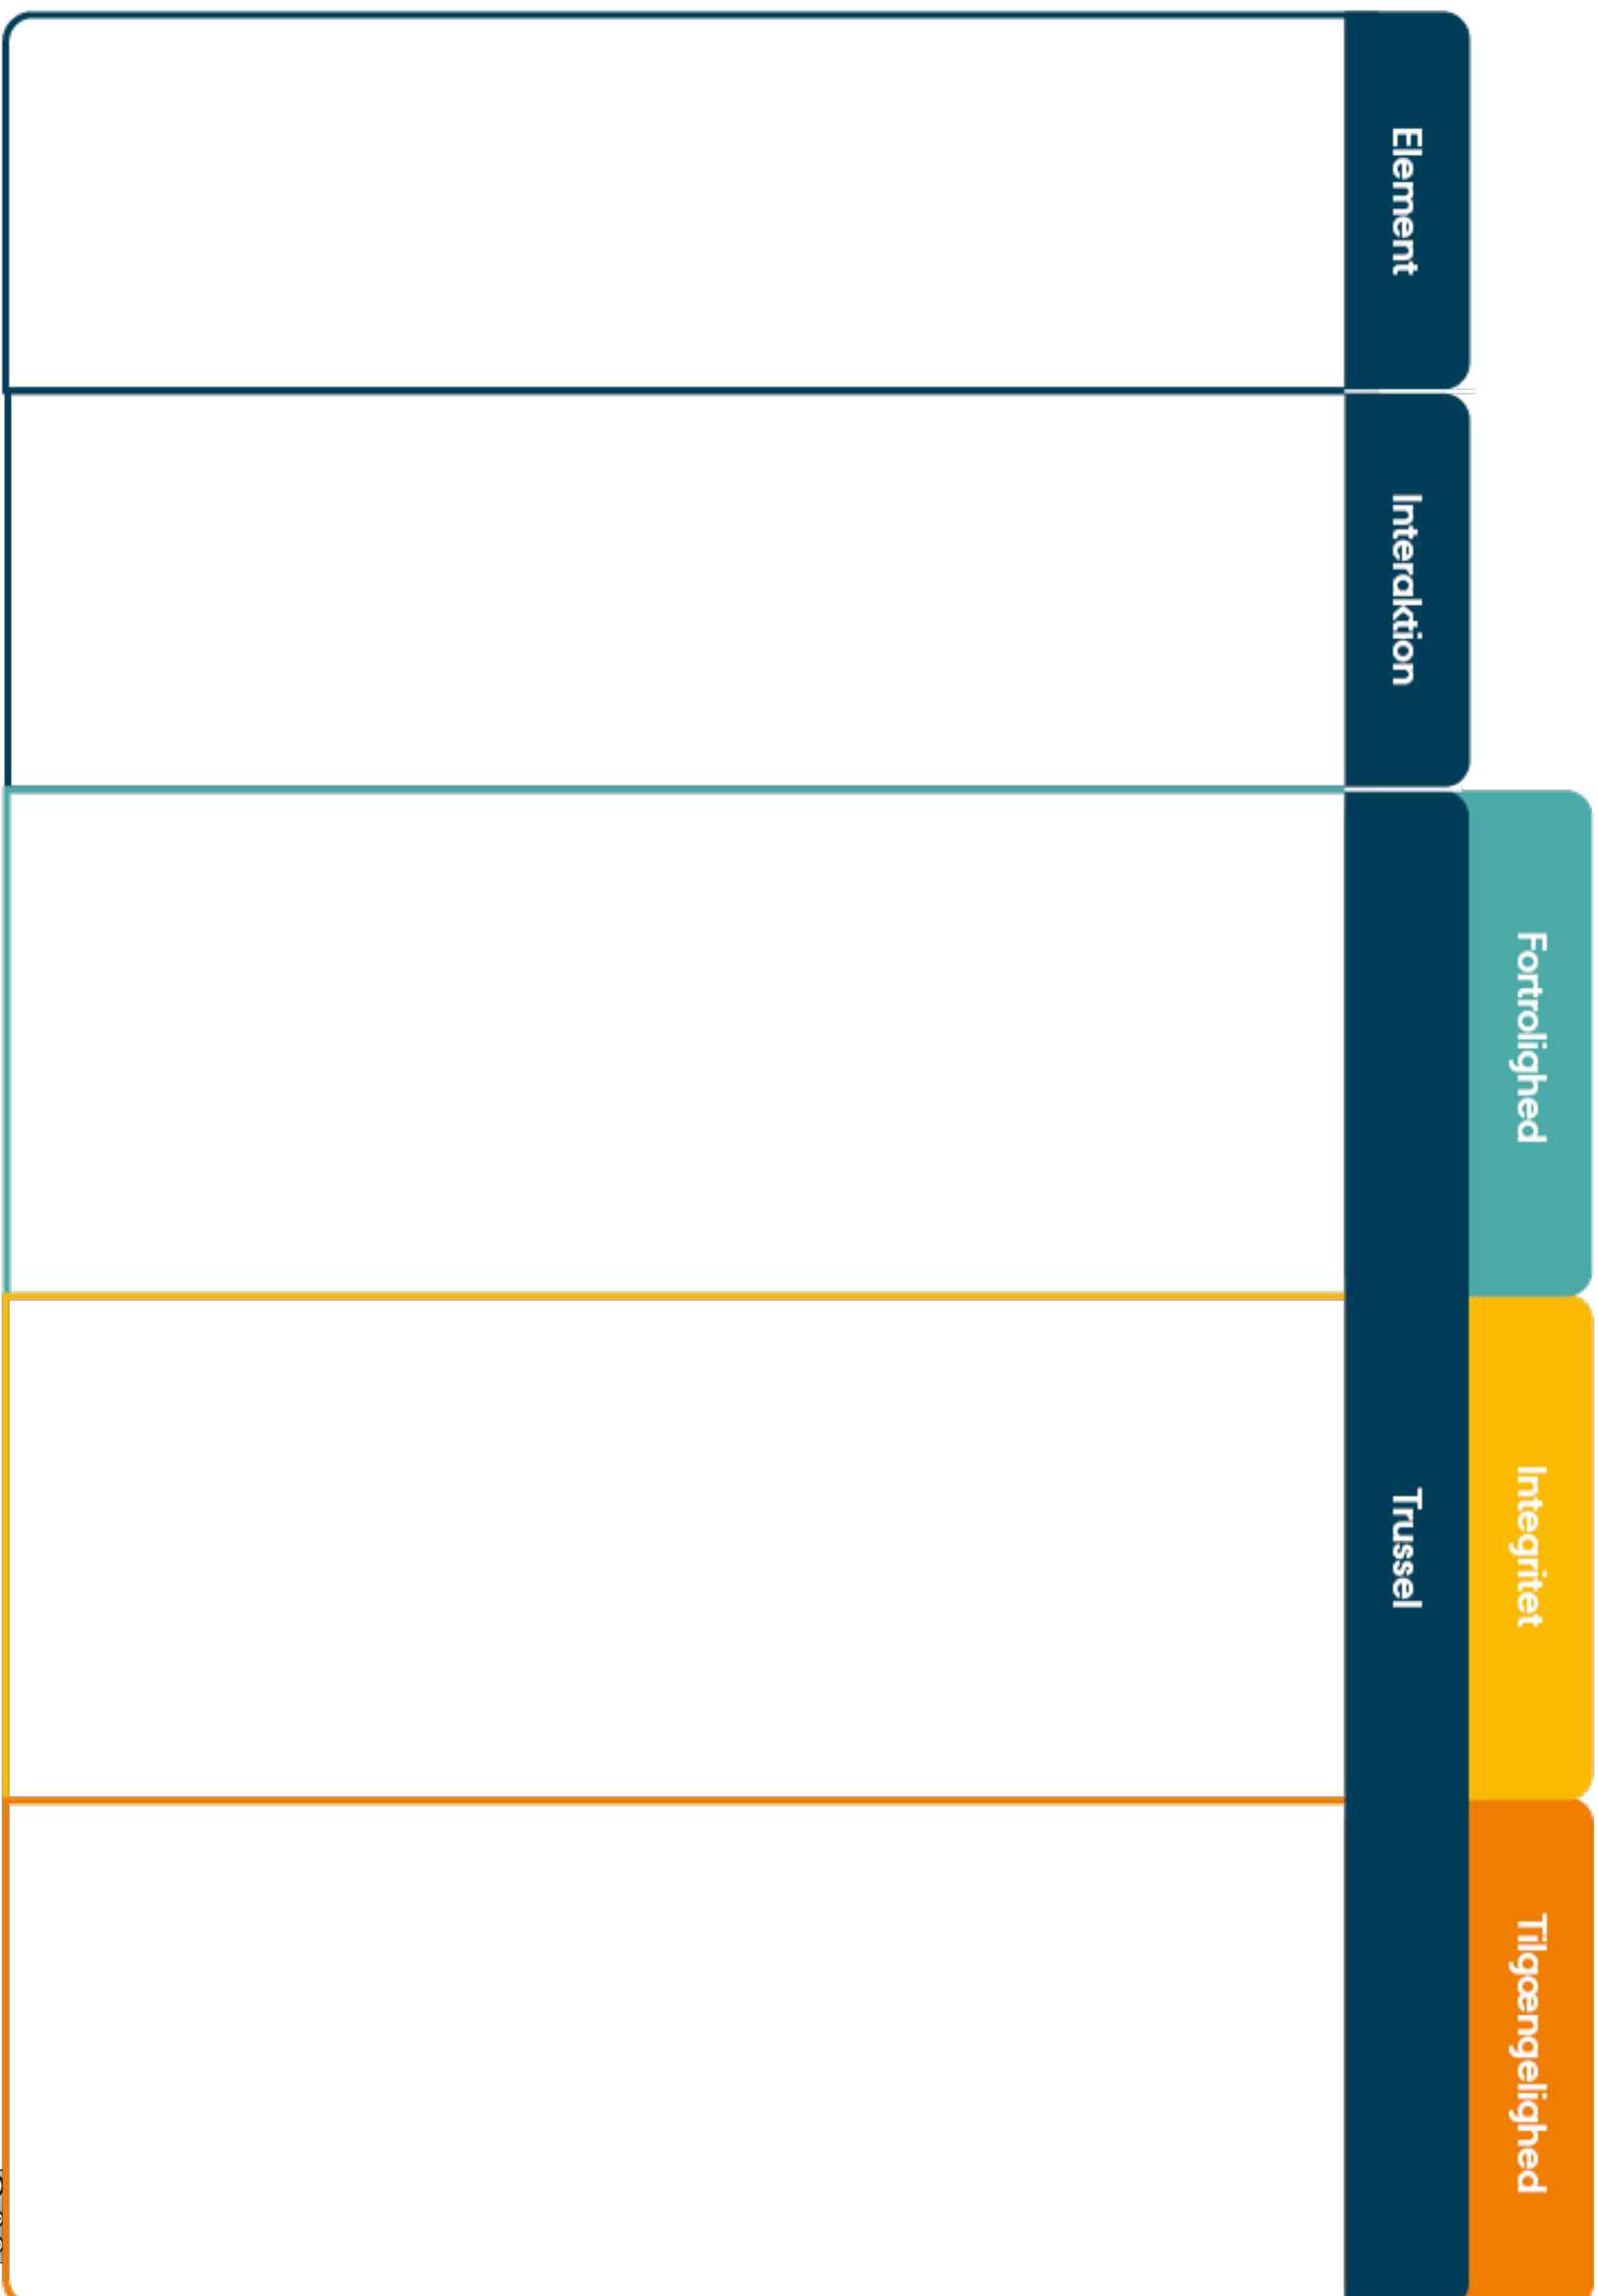 Fortrolighed
Integritet
Tilgængelighed
Element
Interaktion
Trussel